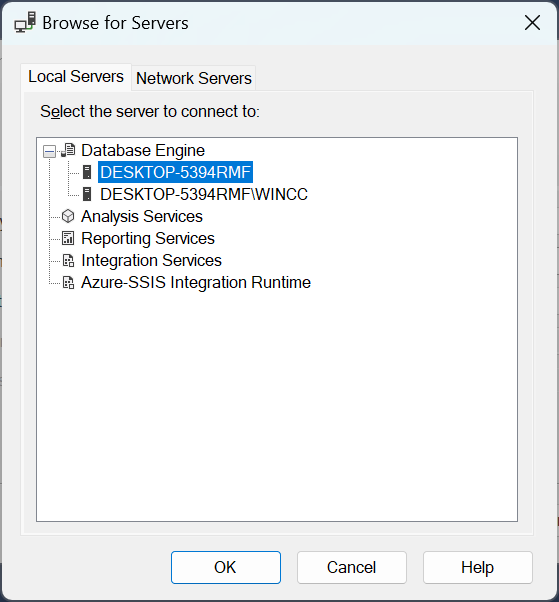 Browse for Servers
Local Servers
Network Servers
Select the server to connect to:
Database Engine
DESKTOP-5394RMF
DESKTOP-5394RMF\WINCC
Analysis Services
Reporting Services
Integration Services
Azure-SSIS Integration Runtime
OK
Cancel
Help